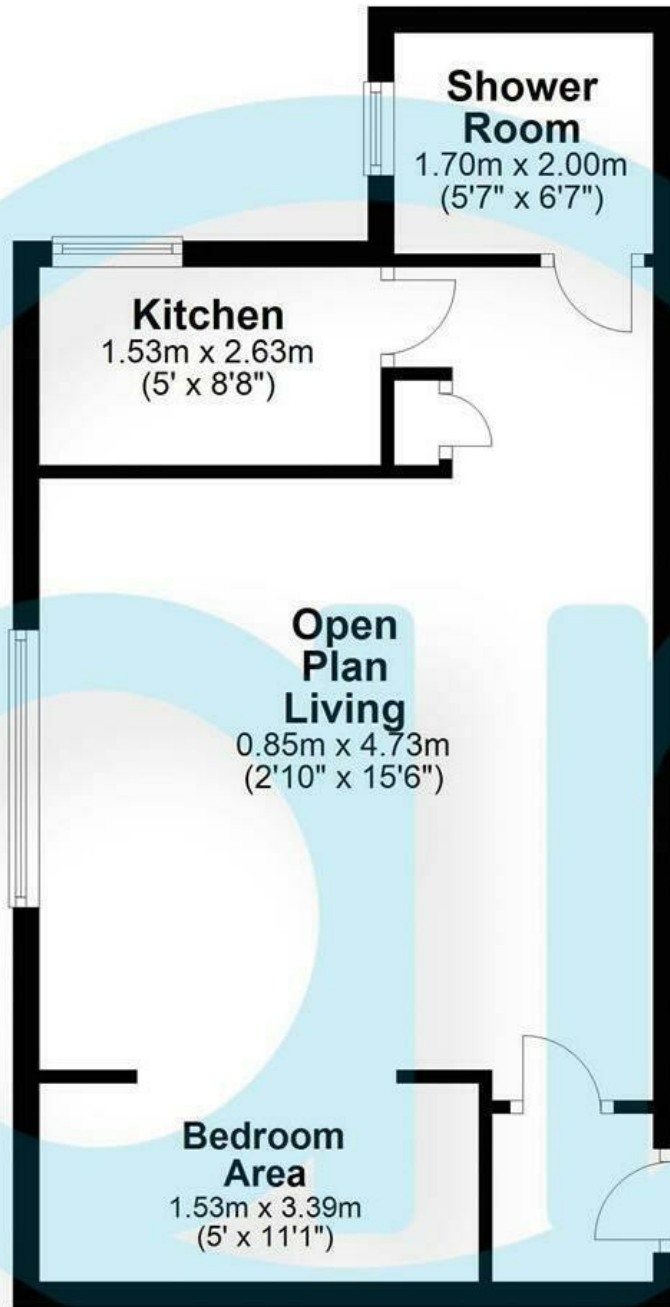 Shower
Room
1.70m x 2.00m
(5'7" x 6'7")
Kitchen
1.53m x 2.63m
(5' x 8'8")
Open
Plan
Living
0.85m x 4.73m
(2'10" x 15'6")
Bedroom
Area
1.53m x 3.39m
(5' x 11'1")